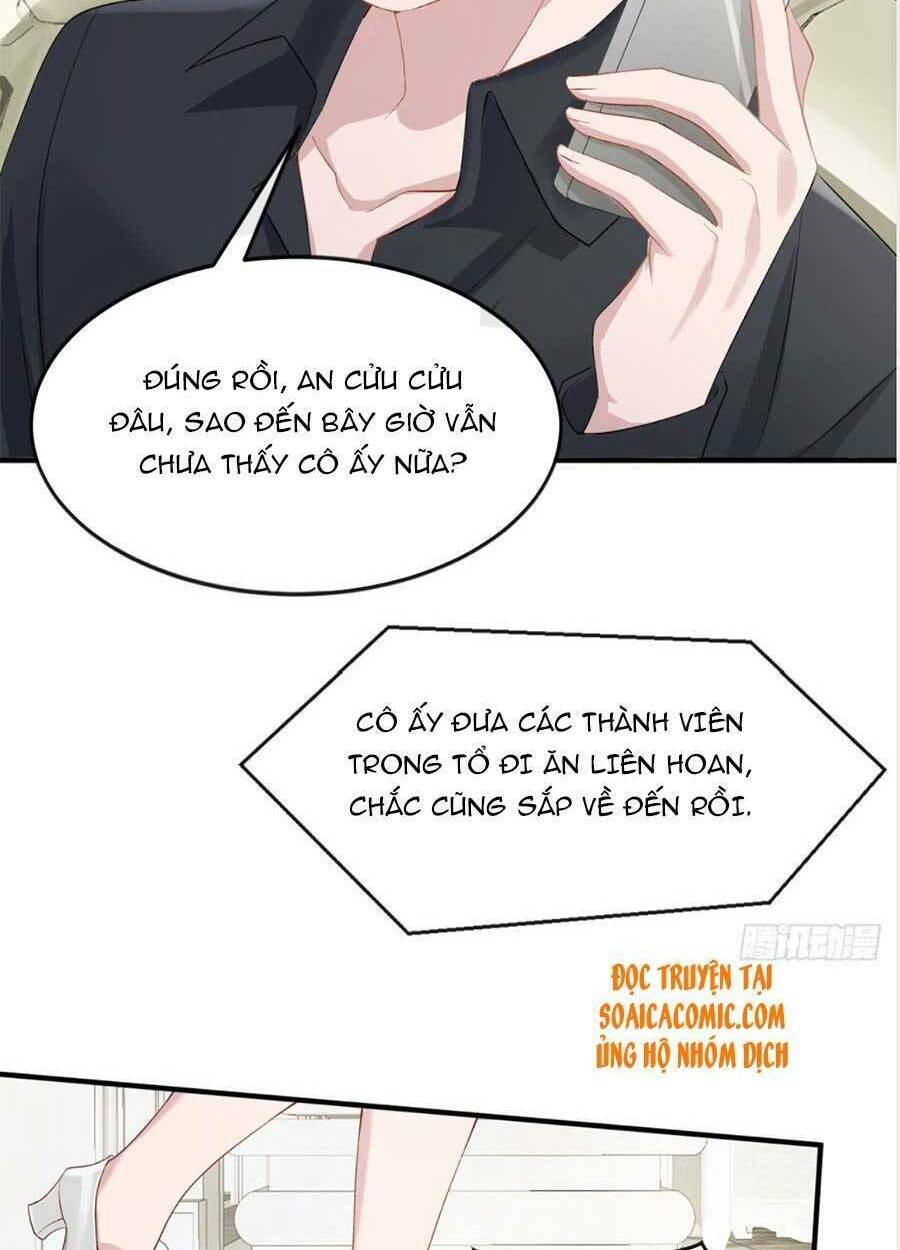 ĐÚNG RỒI, AN CỬU CỬU
ĐÂU, SAO ĐẾN BÂY GIỜ VẪN
CHƯA THẤY CÔ ẤY NỮA?
CÔ ẤY ĐƯA CÁC THÀNH VIÊN
TRONG TỔ ĐI ĂN LIÊN HOAN,
CHẮC CŨNG SẮP VỀ ĐẾN RỒI.
腾讯动漫
ĐỌC TRUYỆN TẠI
SOAICACOMIC.COM
ỦNG HỘ NHÓM DỊCH